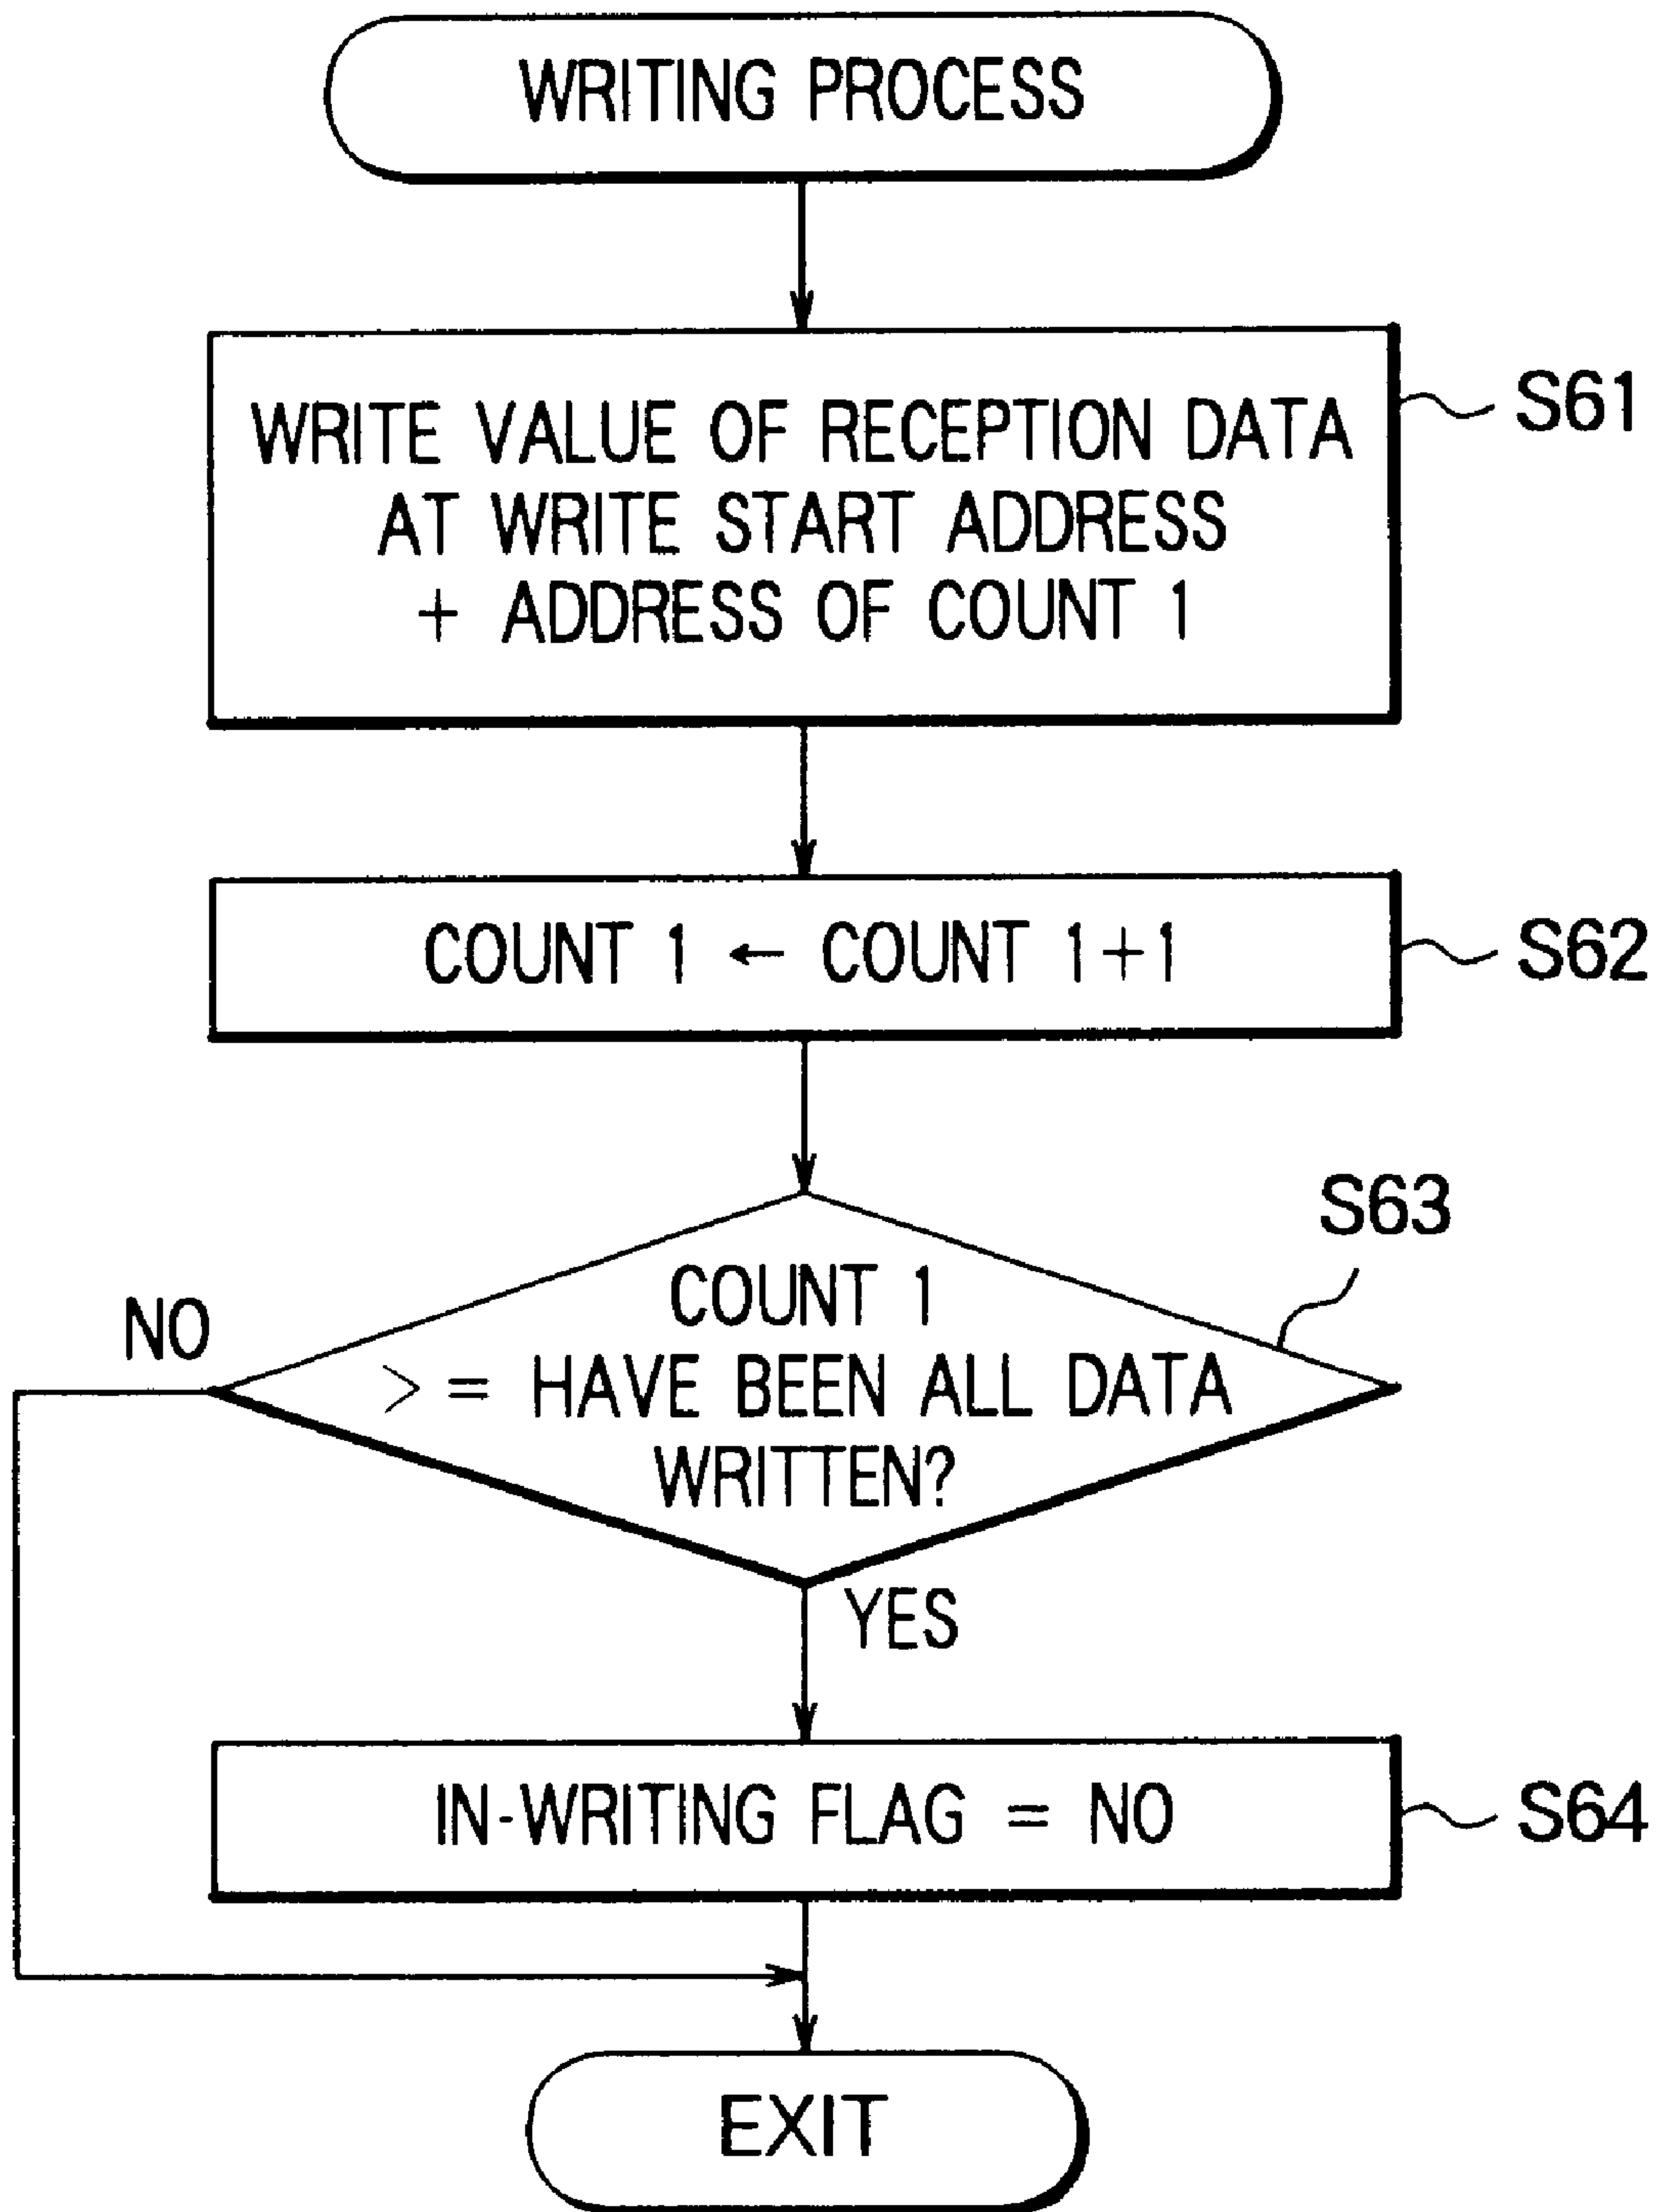 WRITING PROCESS
WRITE VALUE OF RECEPTION DATA
AT WRITE START ADDRESS
+ ADDRESS OF COUNT 1
S61
COUNT 1 ← COUNT 1+1
S62
S63
COUNT 1
>= HAVE BEEN ALL DATA
WRITTEN?
NO
YES
IN-WRITING FLAG = NO
S64
EXIT